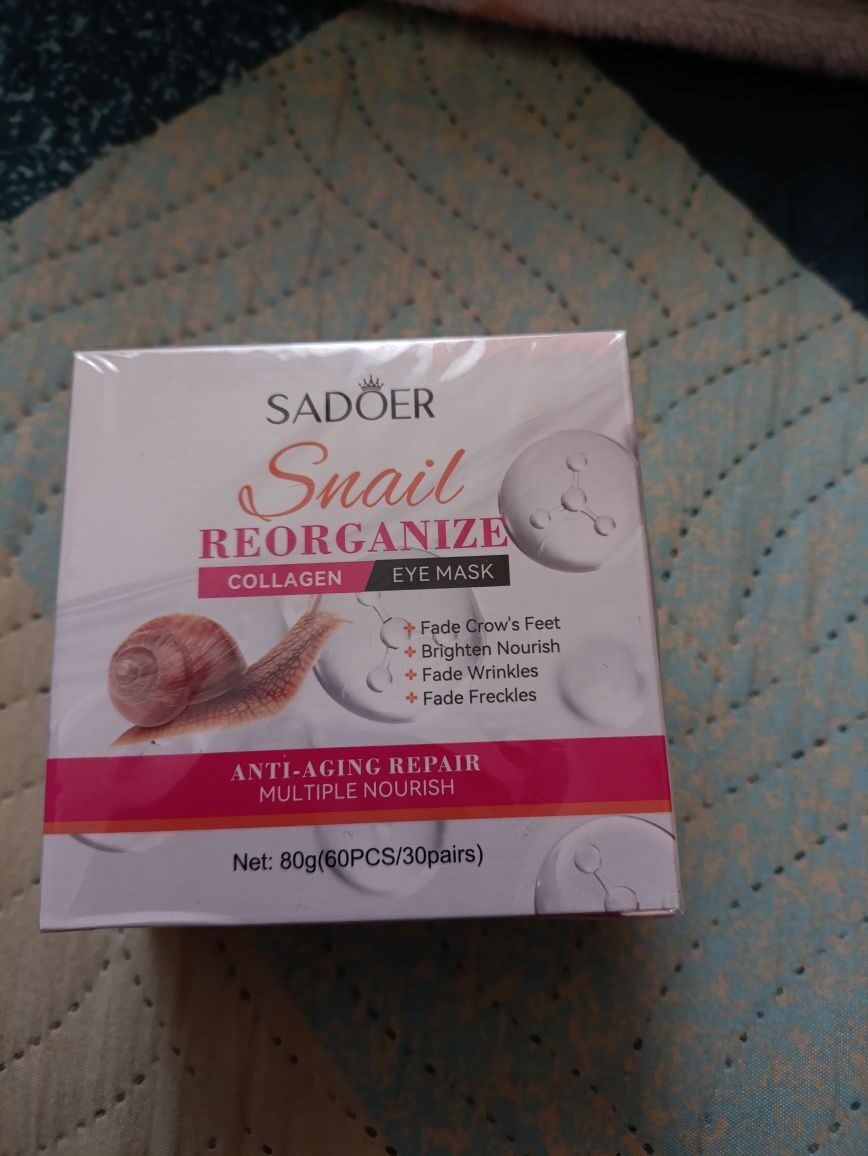 SADOER
Snail
REORGANIZE
COLLAGEN EYE MASK
Fade Crow's Feet
Brighten Nourish
Fade Wrinkles
Fade Freckles
ANTI-AGING REPAIR
MULTIPLE NOURISH
Net: 80g(60PCS/30pairs)